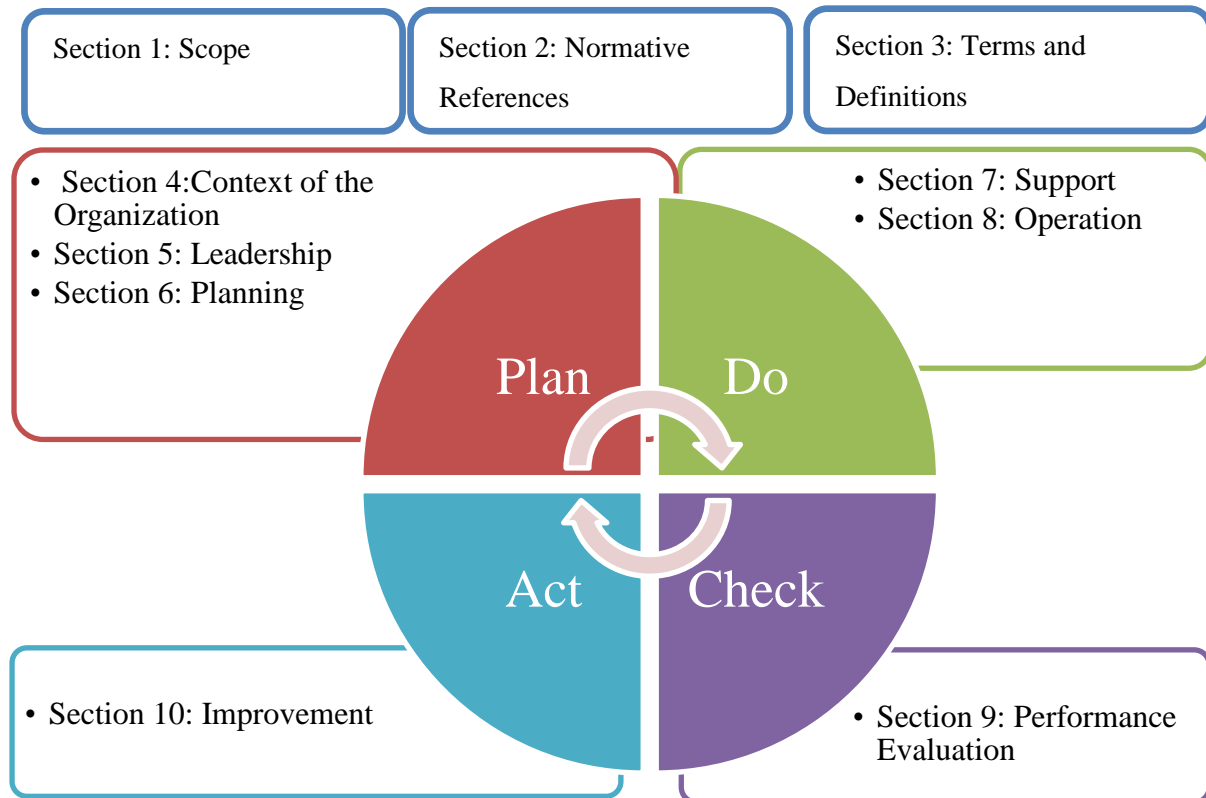 Section 1: Scope
Section 2: Normative
References
Section 3: Terms and
Definitions
• Section 4:Context of the
Organization
• Section 5: Leadership
• Section 6: Planning
• Section 7: Support
• Section 8: Operation
Plan
Do
Act
Check
• Section 10: Improvement
• Section 9: Performance
Evaluation